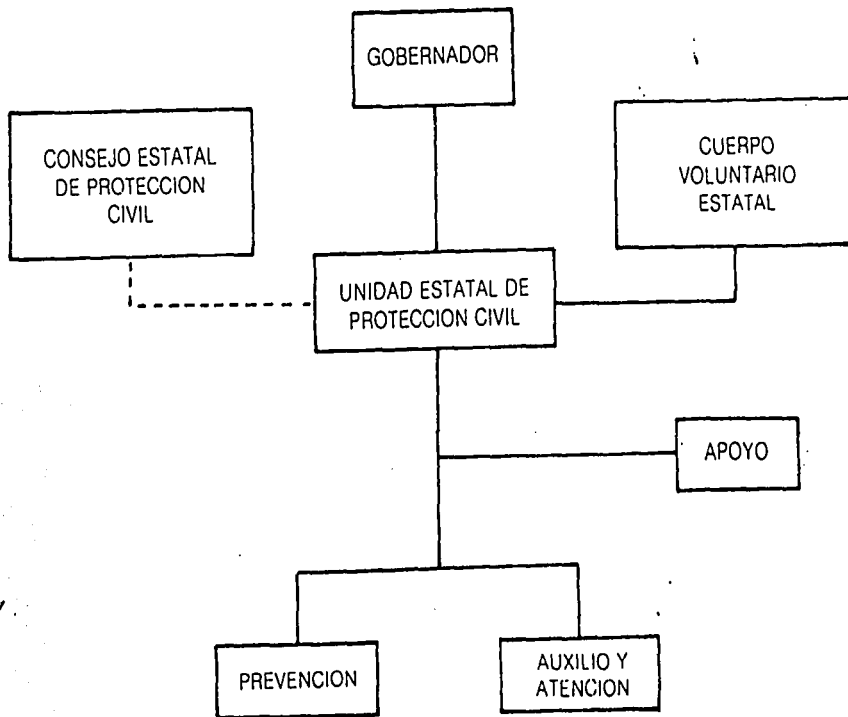 GOBERNADOR
CONSEJO ESTATAL
DE PROTECCION
CIVIL
CUERPO
VOLUNTARIO
ESTATAL
UNIDAD ESTATAL DE
PROTECCION CIVIL
APOYO
PREVENCION
AUXILIO Y
ATENCION